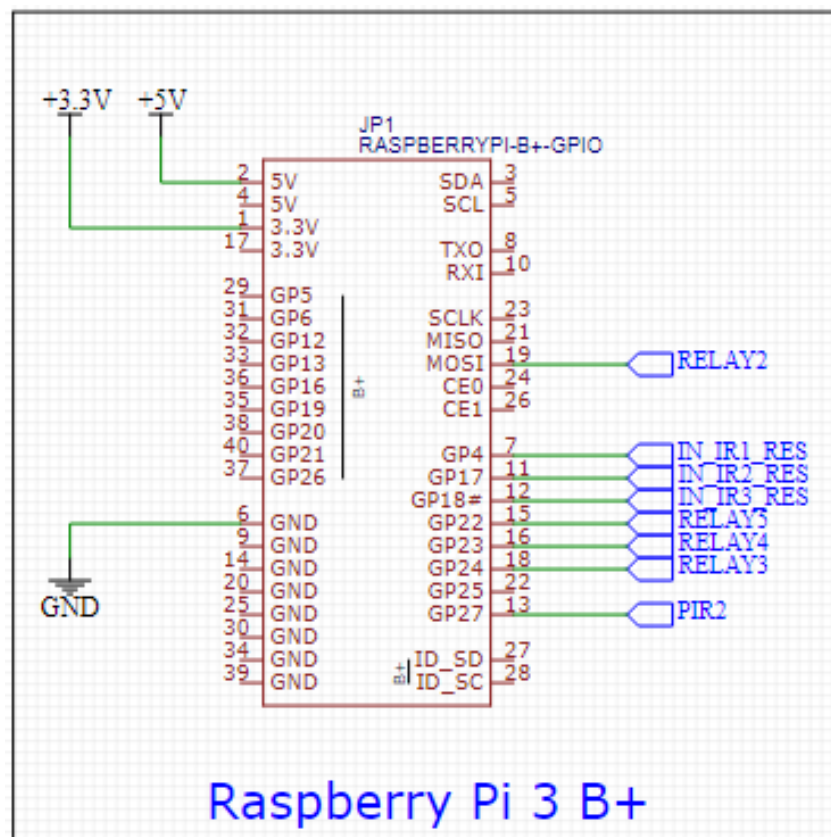 +3.3V +5V
JP1
RASPBERRYPI-B+-GPIO
2 5V SDA 3
4 5V SCL 5
1 3.3V
17 3.3V TXO 8
RXI 10
29 GP5
31 GP6 SCLK 23
32 GP12 MISO 21
33 GP13 MOSI 19 RELAY2
36 GP16 B+ CE0 24
35 GP19 CE1 26
38 GP20
40 GP21 GP4 7 IN_IR1_RES
37 GP26 GP17 11 IN_IR2_RES
GP18# 12 IN_IR3_RES
6 GND GP22 15 RELAY5
9 GND GP23 16 RELAY4
14 GND GP24 18 RELAY3
20 GND GP25 22
GND
25 GND GP27 13 PIR2
30 GND
34 GND B+ ID_SD 27
39 GND ID_SC 28
Raspberry Pi 3 B+